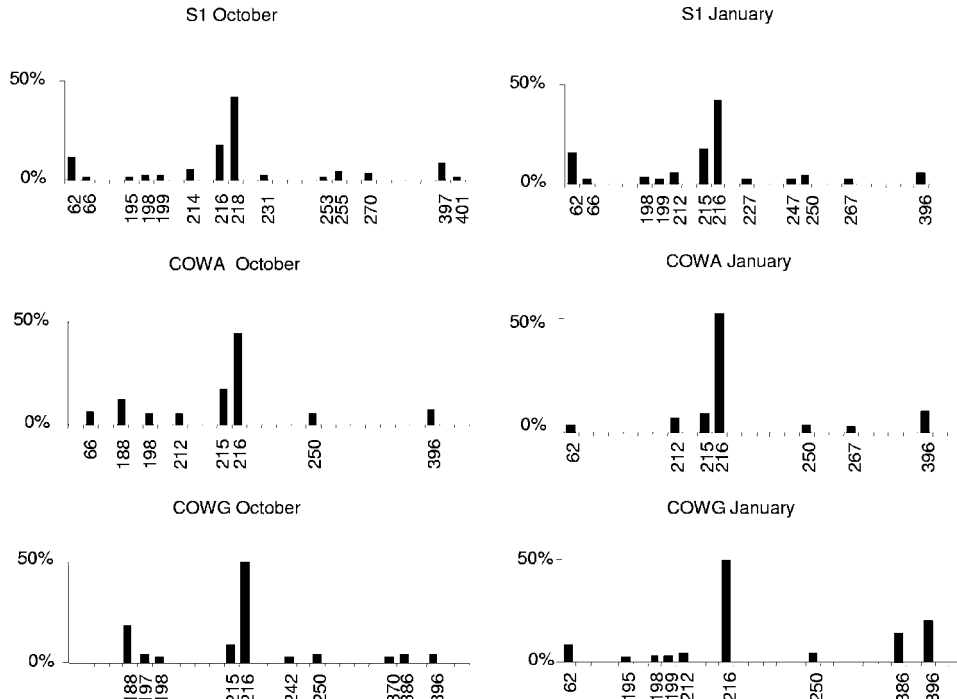 S1 October
50%
0%
62 66 195 198 199 214 216 218 231 253 255 270 397 401
S1 January
50%
0%
62 66 198 199 212 215 216 227 247 250 267 396
COWA October
50%
0%
66 188 198 212 215 216 250 396
COWA January
50%
0%
62 212 215 216 250 267 396
COWG October
50%
0%
188 197 198 215 216 242 250 370 386 396
COWG January
50%
0%
62 195 198 199 212 216 250 386 396